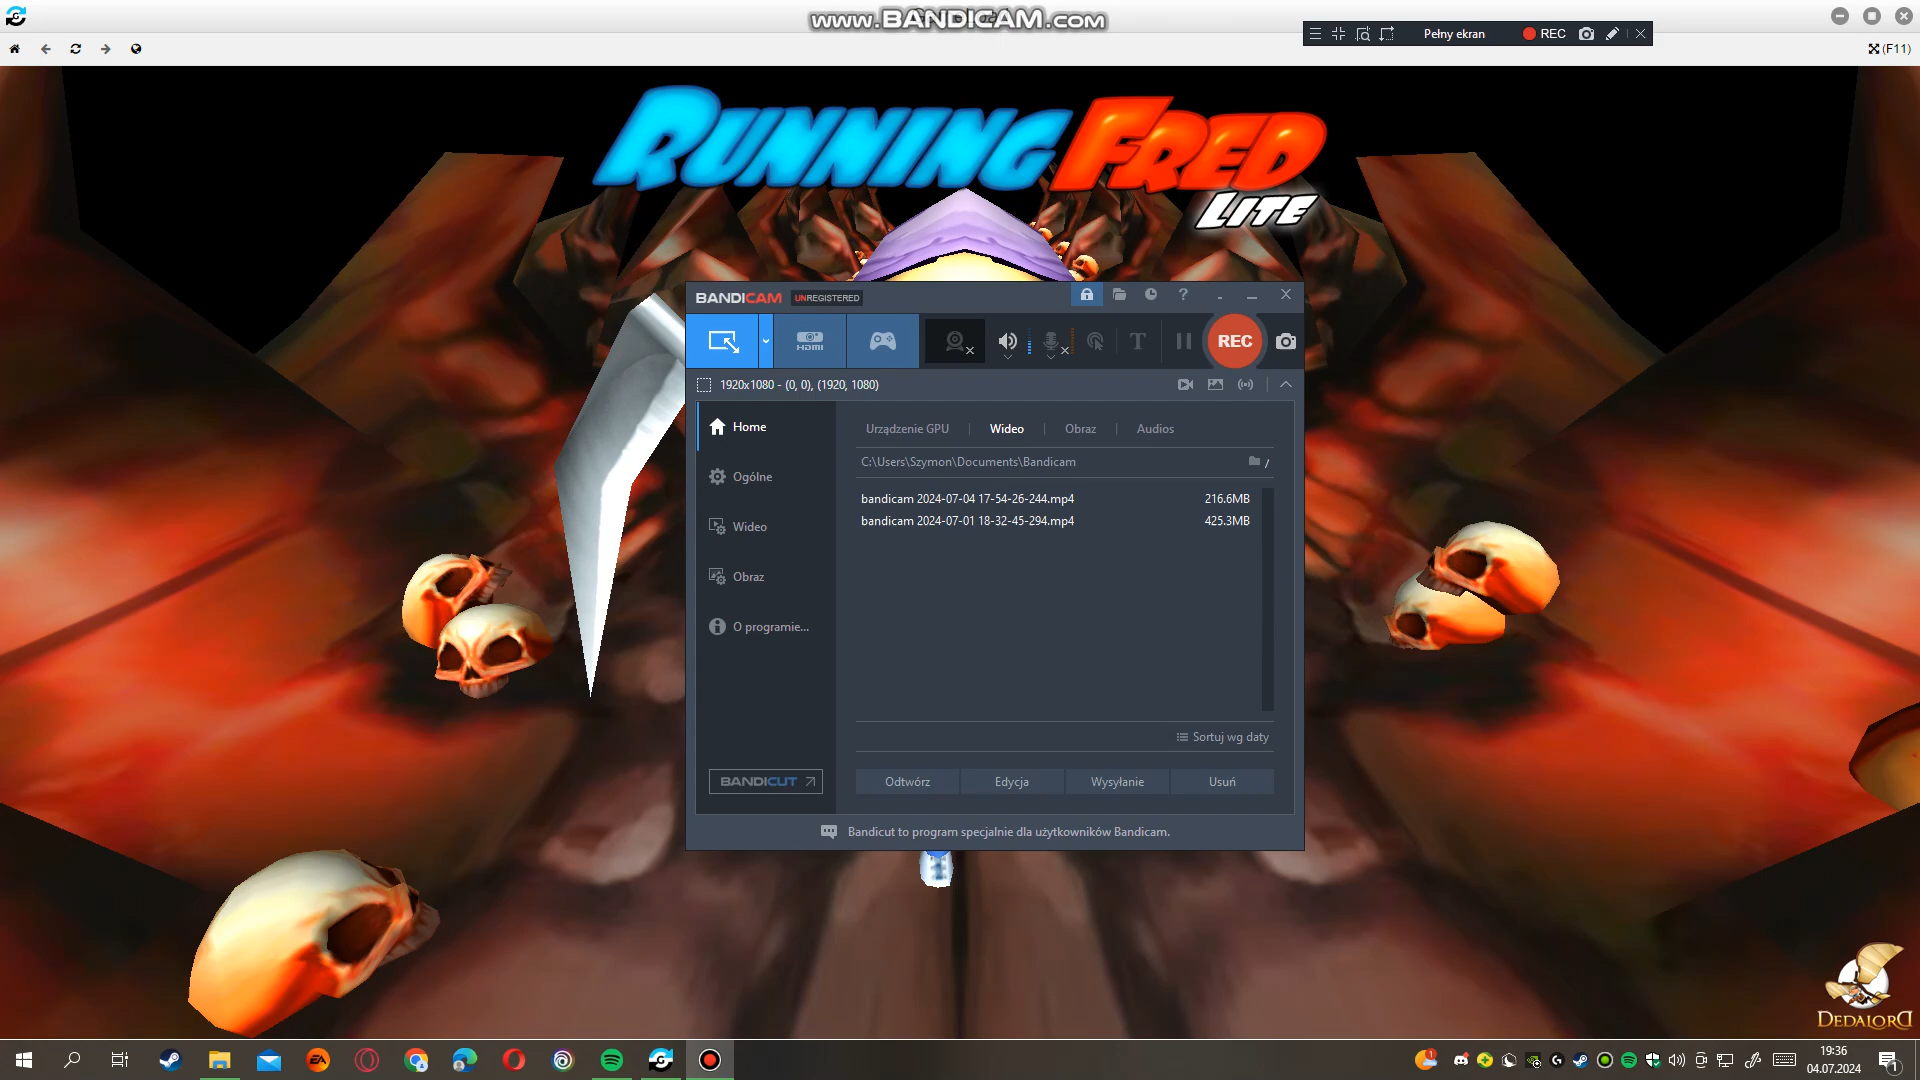 www.BANDICAM.com
Pełny ekran
REC
(F11)
RUNNING FRED
LITE
BANDICAM
UNREGISTERED
?
HDMI
T
REC
1920x1080 - (0, 0), (1920, 1080)
Home
Ogólne
Wideo
Obraz
O programie...
BANDICUT
Urządzenie GPU
Wideo
Obraz
Audios
C:\Users\Szymon\Documents\Bandicam
/
bandicam 2024-07-04 17-54-26-244.mp4 216.6MB
bandicam 2024-07-01 18-32-45-294.mp4 425.3MB
Sortuj wg daty
Odtwórz
Edycja
Wysyłanie
Usuń
Bandicut to program specjalnie dla użytkowników Bandicam.
DEDALORD
EA
1
19:36
04.07.2024
1